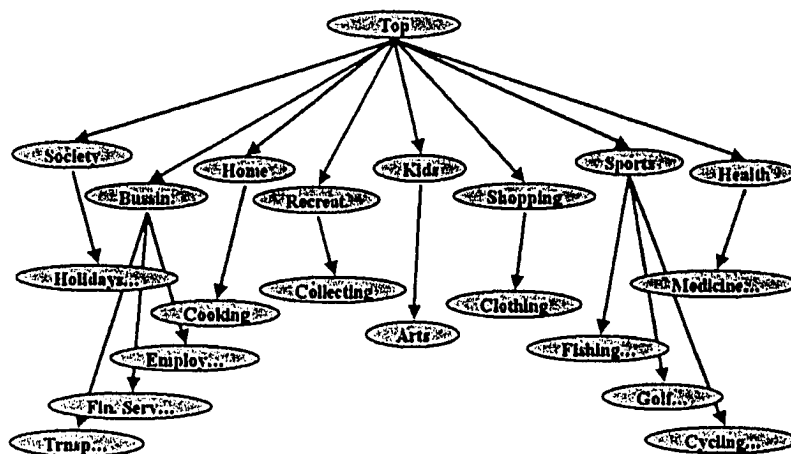 Top
Society
Bussin.
Home
Recreat.
Kids
Shopping
Sports
Health
Holidays...
Cooking
Collecting
Arts
Clothing
Medicine...
Employ...
Fishing...
Fin. Serv...
Golf...
Trnsp...
Cycling...